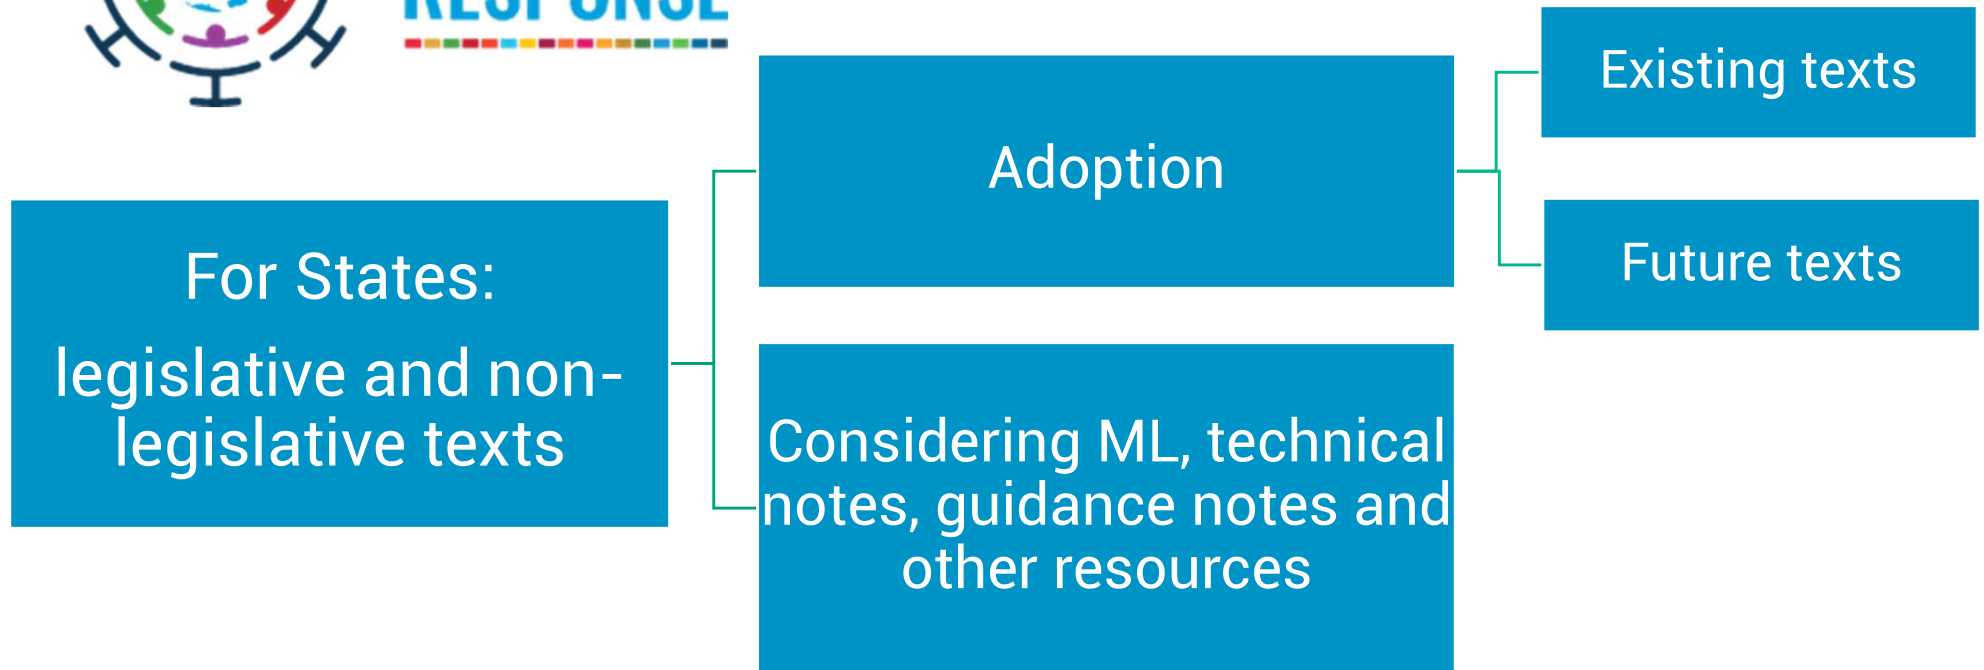 RESPONSE
For States:
legislative and non-
legislative texts
Adoption
Considering ML, technical
notes, guidance notes and
other resources
Existing texts
Future texts